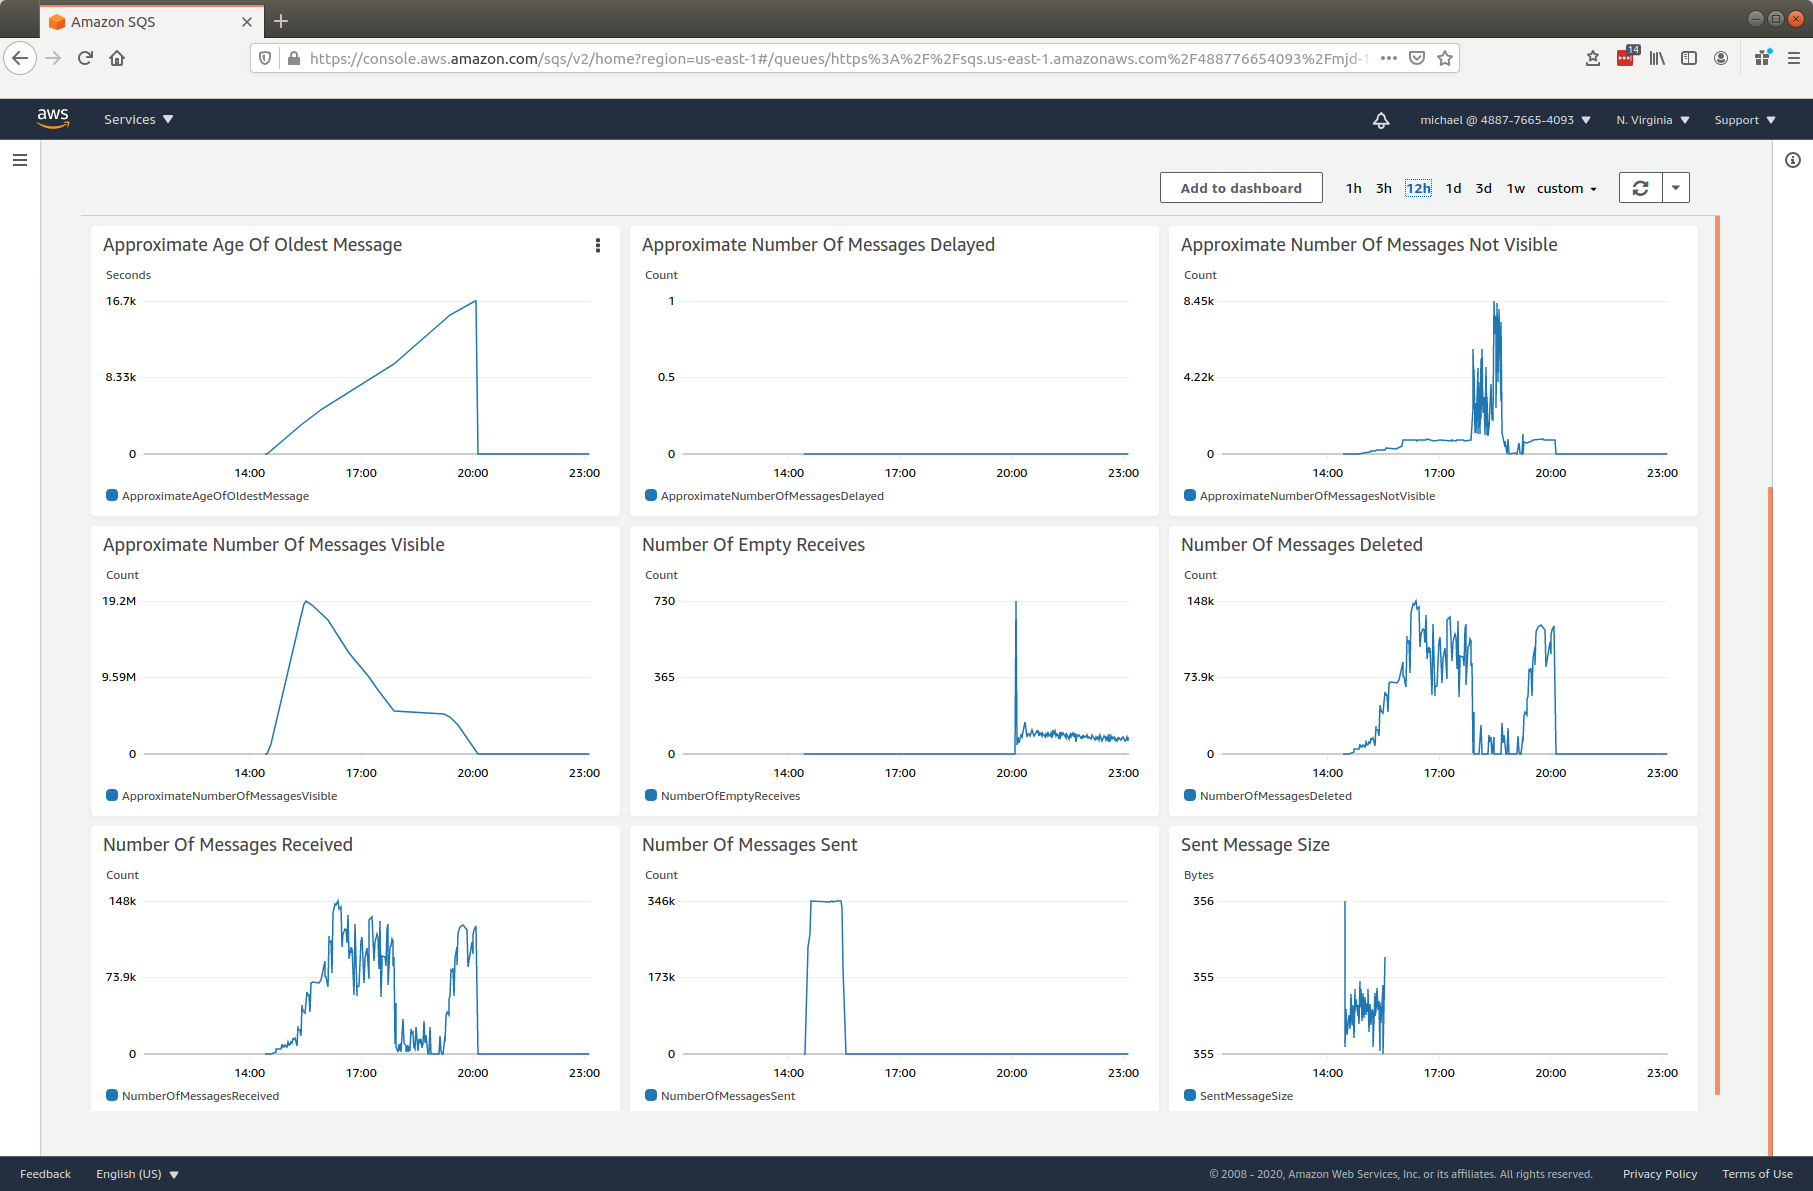 Amazon SQS
https://console.aws.amazon.com/sqs/v2/home?region=us-east-1#/queues/https%3A%2F%2Fsqs.us-east-1.amazonaws.com%2F488776654093%2Fmjd-1
14
aws Services michael @ 4887-7665-4093 N. Virginia Support
Add to dashboard 1h 3h 12h 1d 3d 1w custom
Approximate Age Of Oldest Message
Seconds
16.7k
8.33k
0
14:00 17:00 20:00 23:00
ApproximateAgeOfOldestMessage
Approximate Number Of Messages Delayed
Count
1
0.5
0
14:00 17:00 20:00 23:00
ApproximateNumberOfMessagesDelayed
Approximate Number Of Messages Not Visible
Count
8.45k
4.22k
0
14:00 17:00 20:00 23:00
ApproximateNumberOfMessagesNotVisible
Approximate Number Of Messages Visible
Count
19.2M
9.59M
0
14:00 17:00 20:00 23:00
ApproximateNumberOfMessagesVisible
Number Of Empty Receives
Count
730
365
0
14:00 17:00 20:00 23:00
NumberOfEmptyReceives
Number Of Messages Deleted
Count
148k
73.9k
0
14:00 17:00 20:00 23:00
NumberOfMessagesDeleted
Number Of Messages Received
Count
148k
73.9k
0
14:00 17:00 20:00 23:00
NumberOfMessagesReceived
Number Of Messages Sent
Count
346k
173k
0
14:00 17:00 20:00 23:00
NumberOfMessagesSent
Sent Message Size
Bytes
356
355
355
14:00 17:00 20:00 23:00
SentMessageSize
Feedback English (US) © 2008 - 2020, Amazon Web Services, Inc. or its affiliates. All rights reserved. Privacy Policy Terms of Use